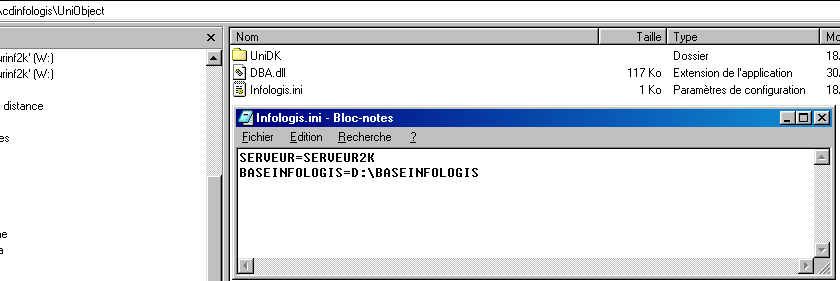 \cdinfologis\UniObject
urinf2k' (W:)
urinf2k' (W:)
distance
es
ne
a
Nom Taille Type Mo
UniDK Dossier 18.
DBA.dll 117 Ko Extension de l'application 30.
Infologis.ini 1 Ko Paramètres de configuration 18.
Infologis.ini - Bloc-notes
Fichier Edition Recherche ?
SERVEUR=SERVEUR2K
BASEINFOLOGIS=D:\BASEINFOLOGIS